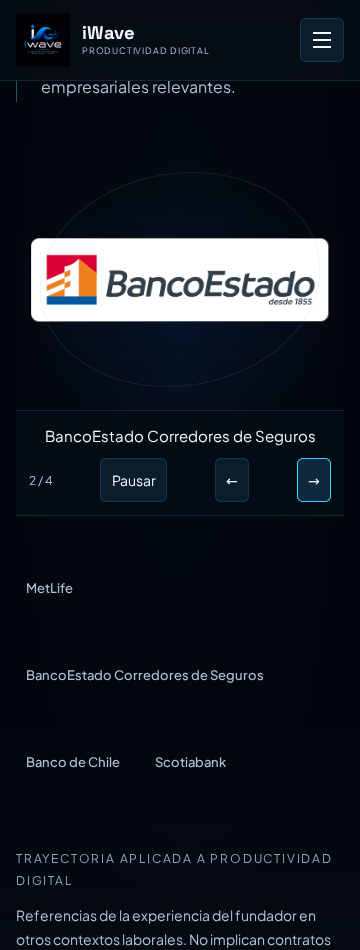 iWave
iWave
PRODUCTIVIDAD DIGITAL
empresariales relevantes.
BancoEstado
desde 1855
BancoEstado Corredores de Seguros
2 / 4
Pausar
←
→
MetLife
BancoEstado Corredores de Seguros
Banco de Chile Scotiabank
TRAYECTORIA APLICADA A PRODUCTIVIDAD
DIGITAL
Referencias de la experiencia del fundador en
otros contextos laborales. No implican contratos